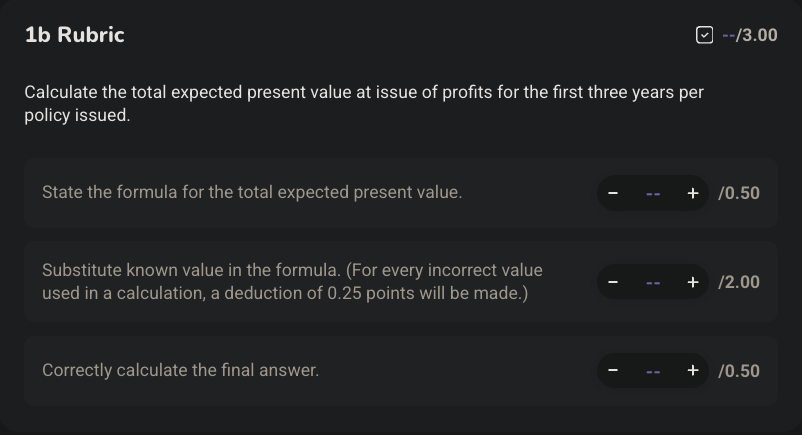 1b Rubric
--/3.00
Calculate the total expected present value at issue of profits for the first three years per
policy issued.
State the formula for the total expected present value.
− -- + /0.50
Substitute known value in the formula. (For every incorrect value
used in a calculation, a deduction of 0.25 points will be made.)
− -- + /2.00
Correctly calculate the final answer.
− -- + /0.50